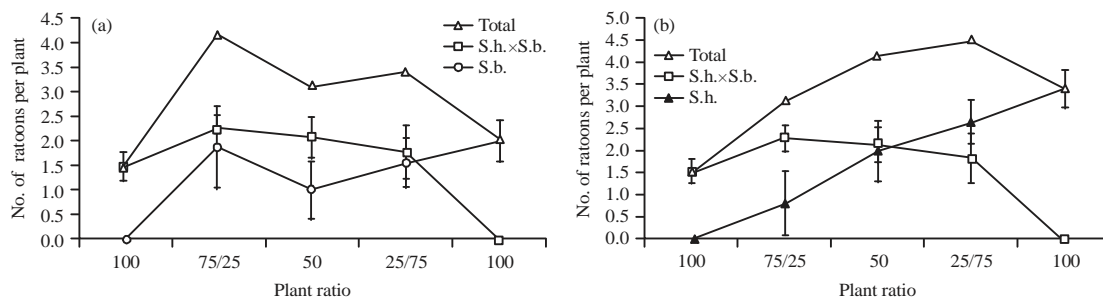 (a)
Total
S.h.×S.b.
S.b.
No. of ratoons per plant
4.5
4.0
3.5
3.0
2.5
2.0
1.5
1.0
0.5
0.0
100
75/25
50
25/75
100
Plant ratio
(b)
Total
S.h.×S.b.
S.h.
No. of ratoons per plant
5.0
4.5
4.0
3.5
3.0
2.5
2.0
1.5
1.0
0.5
0.0
100
75/25
50
25/75
100
Plant ratio